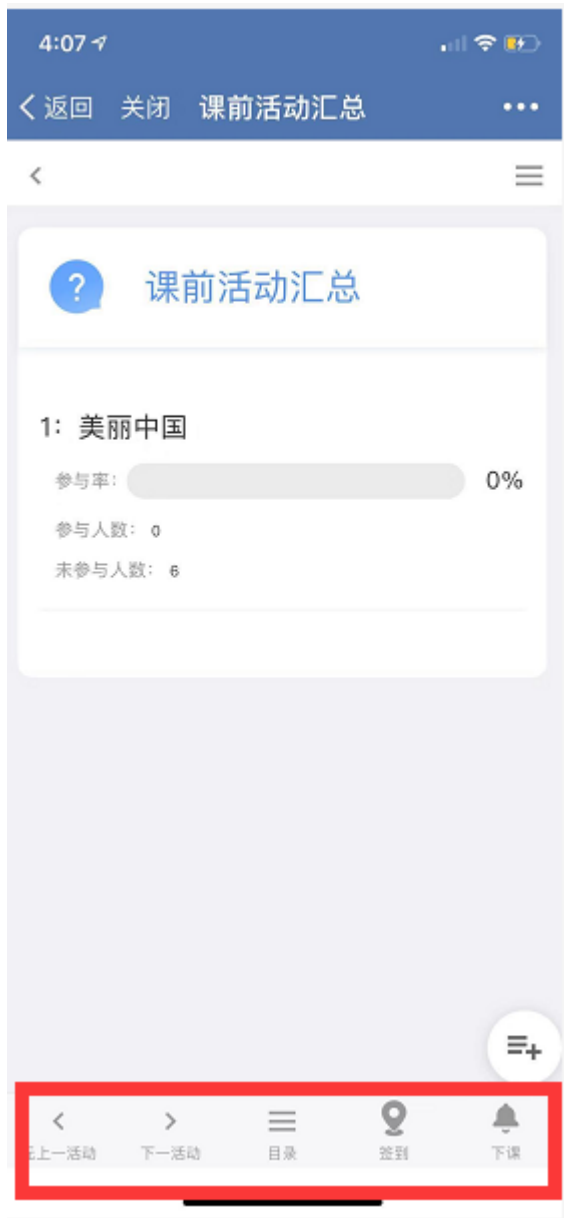 4:07
返回 关闭 课前活动汇总
课前活动汇总
1: 美丽中国
参与率: 0%
参与人数: 0
未参与人数: 6
上一活动 下一活动 目录 签到 下课